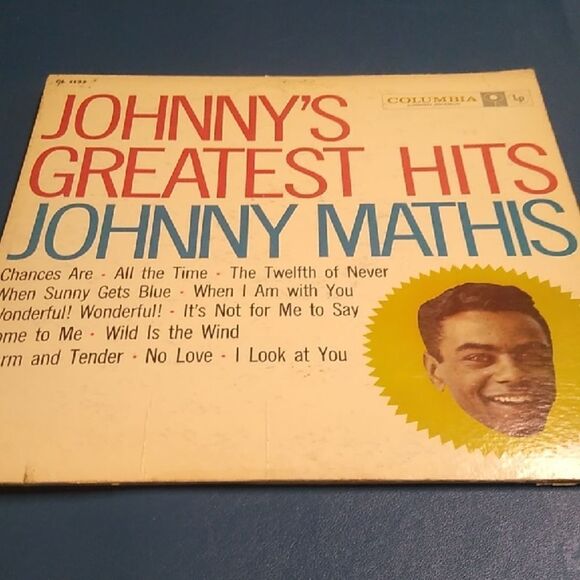 COLUMBIA Lp
JOHNNY'S
GREATEST HITS
JOHNNY MATHIS
Chances Are · All the Time · The Twelfth of Never
When Sunny Gets Blue · When I Am with You
Wonderful! Wonderful! · It's Not for Me to Say
ome to Me · Wild Is the Wind
rm and Tender · No Love · I Look at You